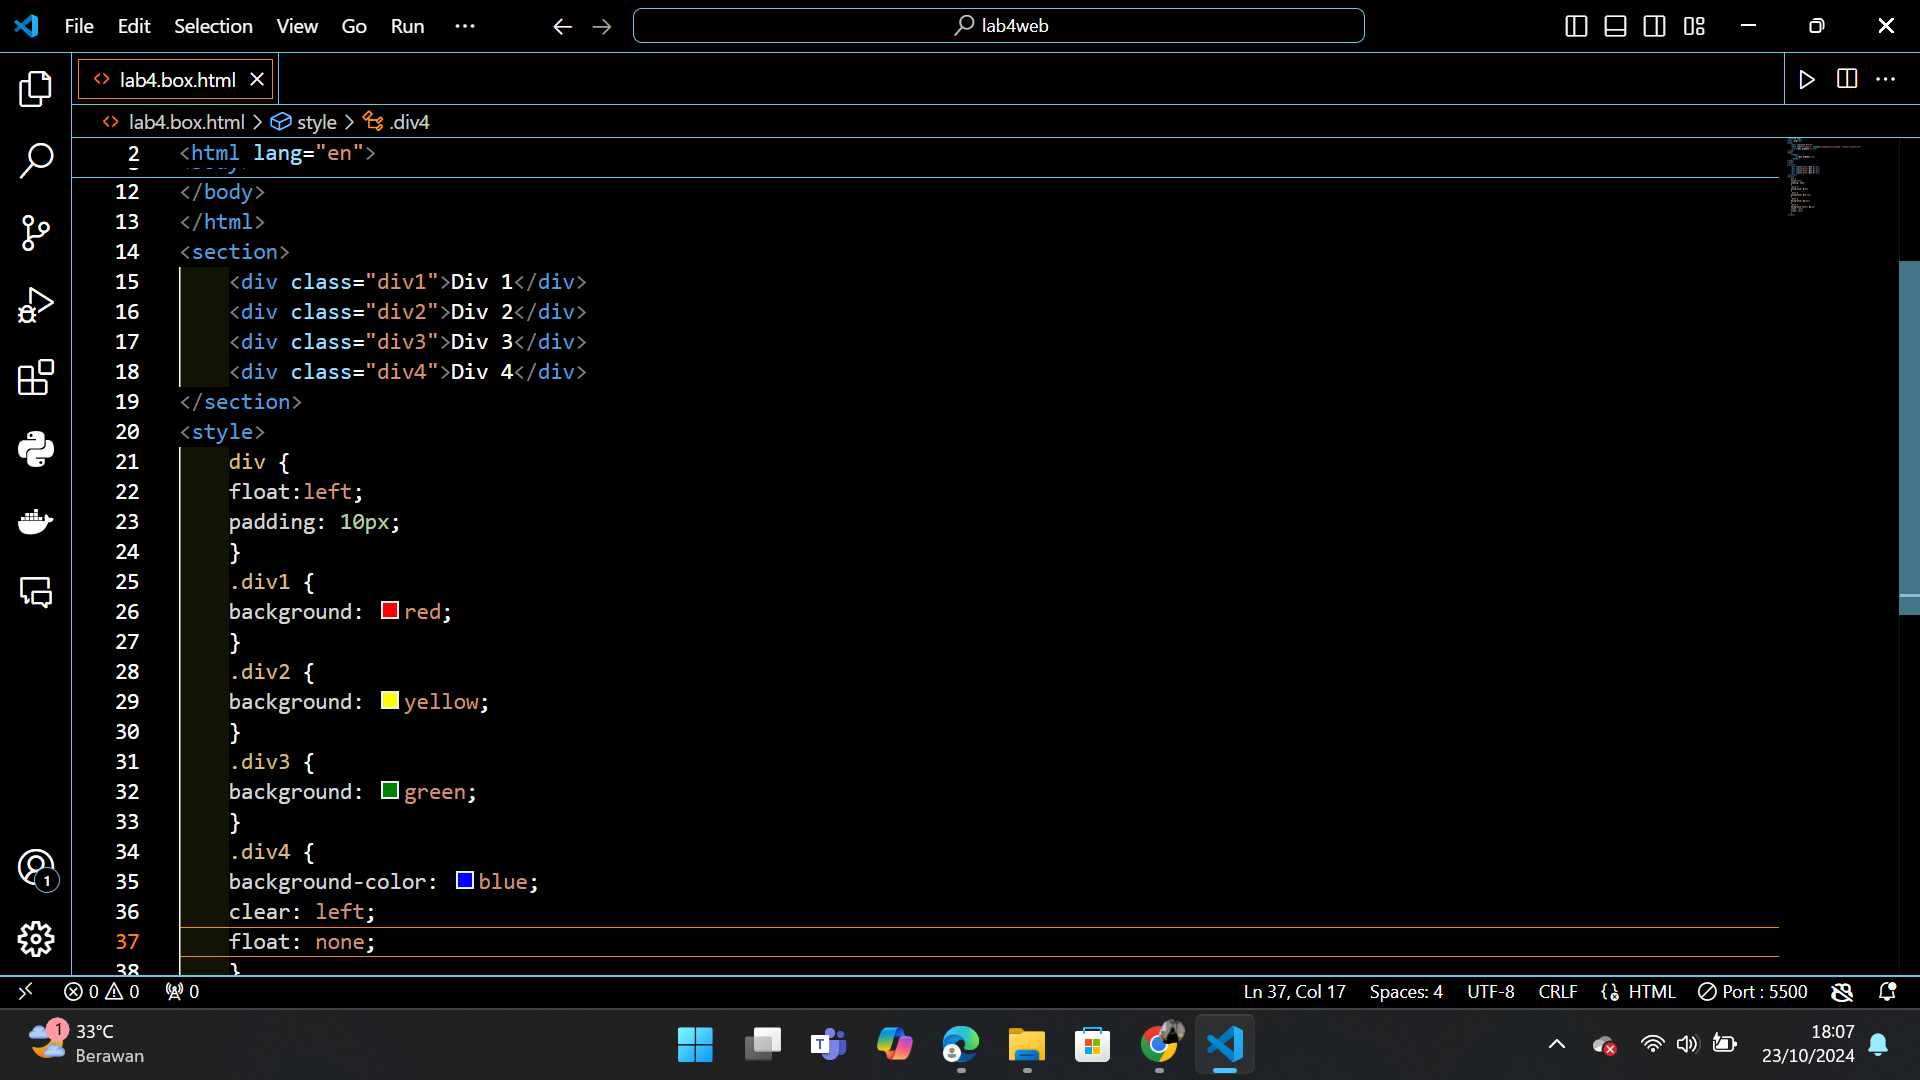 File Edit Selection View Go Run ···
lab4web
lab4.box.html
lab4.box.html > style > .div4
2 <html lang="en">
12 </body>
13 </html>
14 <section>
15 <div class="div1">Div 1</div>
16 <div class="div2">Div 2</div>
17 <div class="div3">Div 3</div>
18 <div class="div4">Div 4</div>
19 </section>
20 <style>
21 div {
22 float:left;
23 padding: 10px;
24 }
25 .div1 {
26 background: red;
27 }
28 .div2 {
29 background: yellow;
30 }
31 .div3 {
32 background: green;
33 }
34 .div4 {
35 background-color: blue;
36 clear: left;
37 float: none;
38 }
1
0 0 0
Ln 37, Col 17 Spaces: 4 UTF-8 CRLF HTML Port : 5500
1
33°C
Berawan
18:07
23/10/2024